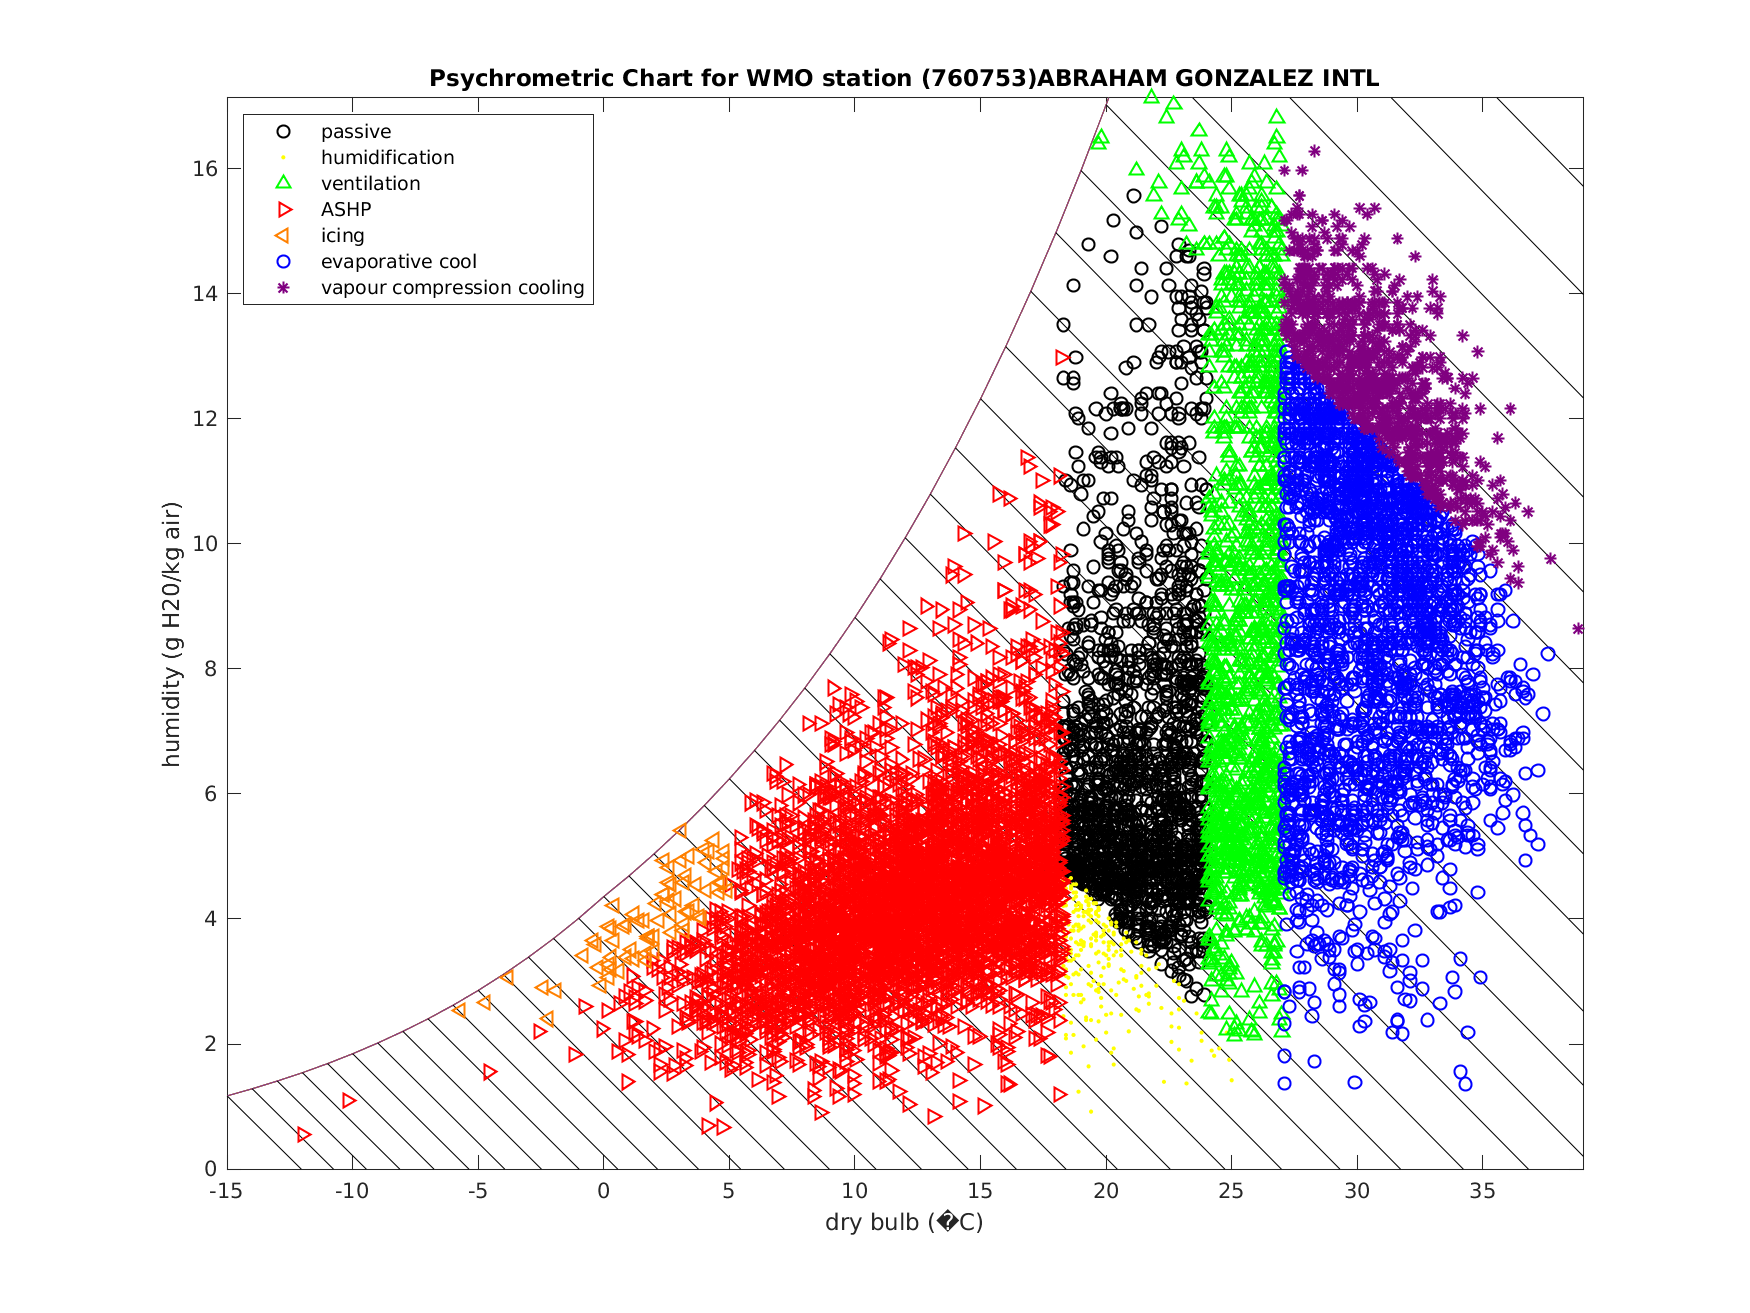 Psychrometric Chart for WMO station (760753)ABRAHAM GONZALEZ INTL
passive
humidification
ventilation
ASHP
icing
evaporative cool
vapour compression cooling
humidity (g H20/kg air)
16
14
12
10
8
6
4
2
0
-15 -10 -5 0 5 10 15 20 25 30 35
dry bulb (�C)